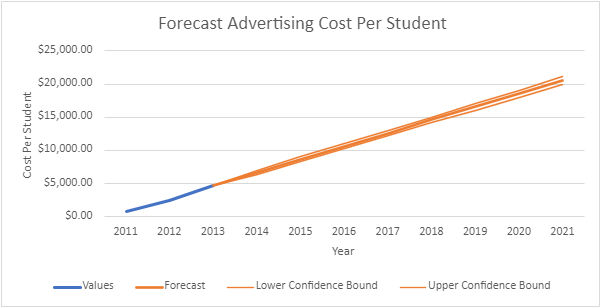 Forecast Advertising Cost Per Student
$25,000.00
$20,000.00
$15,000.00
$10,000.00
$5,000.00
$0.00
Cost Per Student
2011 2012 2013 2014 2015 2016 2017 2018 2019 2020 2021
Year
Values Forecast Lower Confidence Bound Upper Confidence Bound